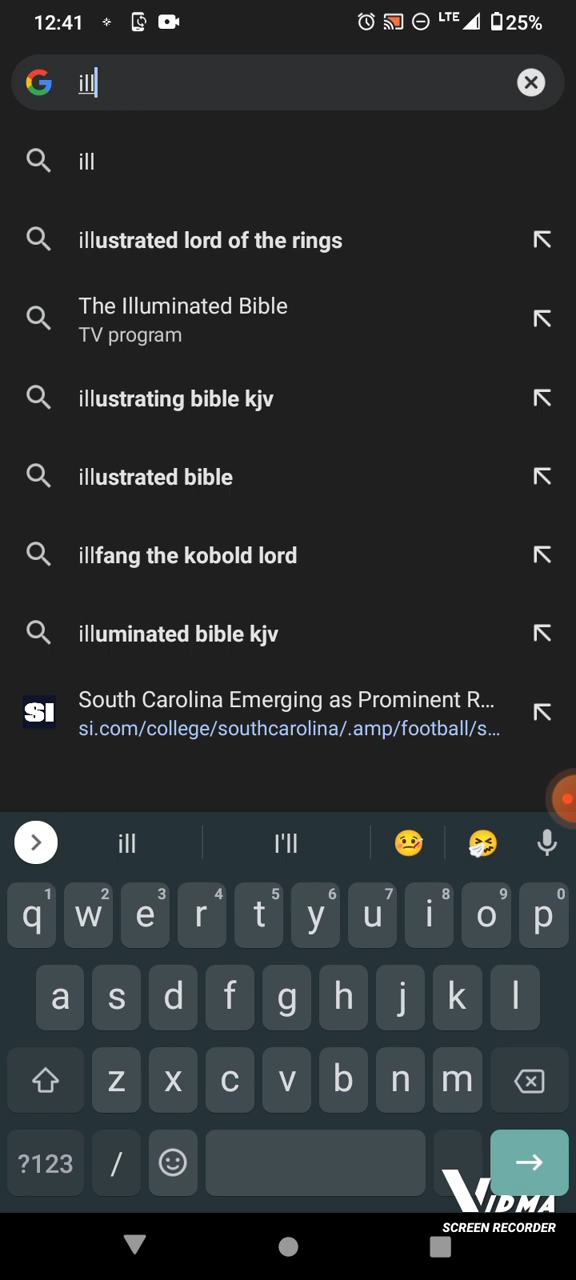 12:41 LTE 25%
ill
ill
illustrated lord of the rings
The Illuminated Bible
TV program
illustrating bible kjv
illustrated bible
illfang the kobold lord
illuminated bible kjv
SI South Carolina Emerging as Prominent R...
si.com/college/southcarolina/.amp/football/s...
ill I'll
1 2 3 4 5 6 7 8 9 0
q w e r t y u i o p
a s d f g h j k l
z x c v b n m
?123 /
VIDMA
SCREEN RECORDER